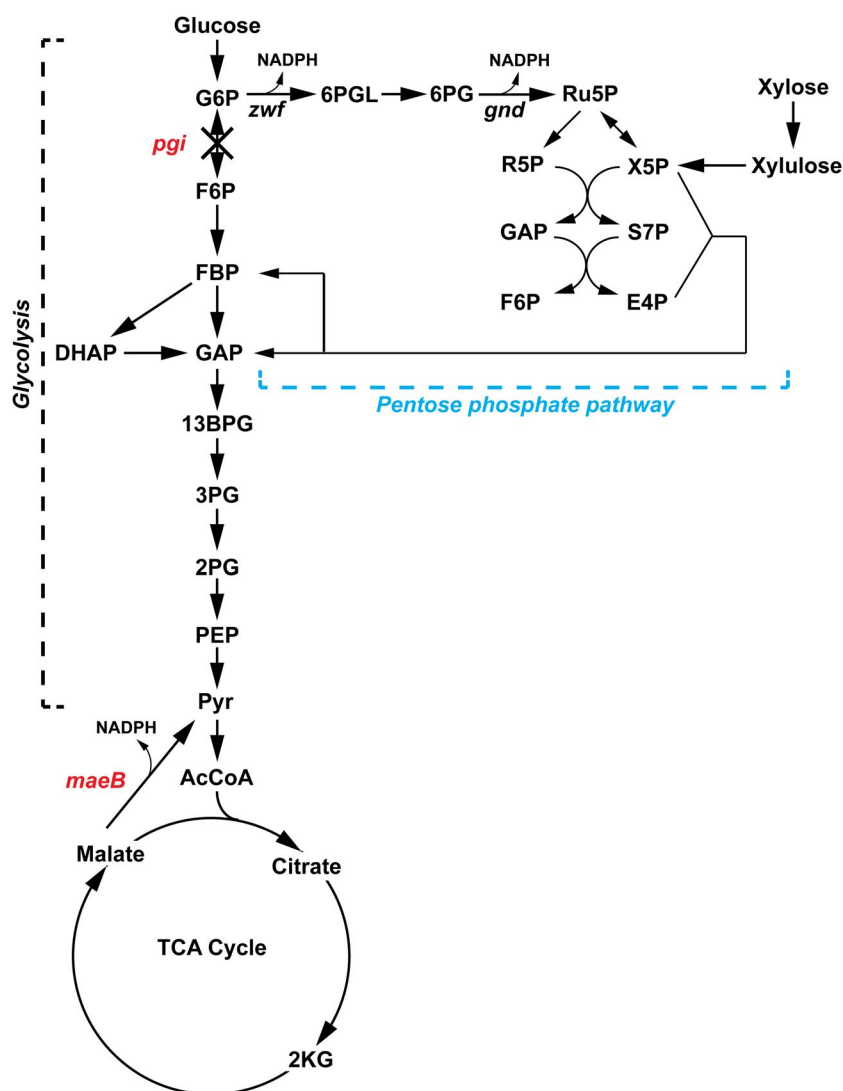 Glucose
NADPH
NADPH
G6P
zwf
6PGL
6PG
gnd
Ru5P
Xylose
pgi
R5P
X5P
Xylulose
F6P
GAP
S7P
FBP
F6P
E4P
Glycolysis
DHAP
GAP
Pentose phosphate pathway
13BPG
3PG
2PG
PEP
Pyr
NADPH
maeB
AcCoA
Malate
Citrate
TCA Cycle
2KG